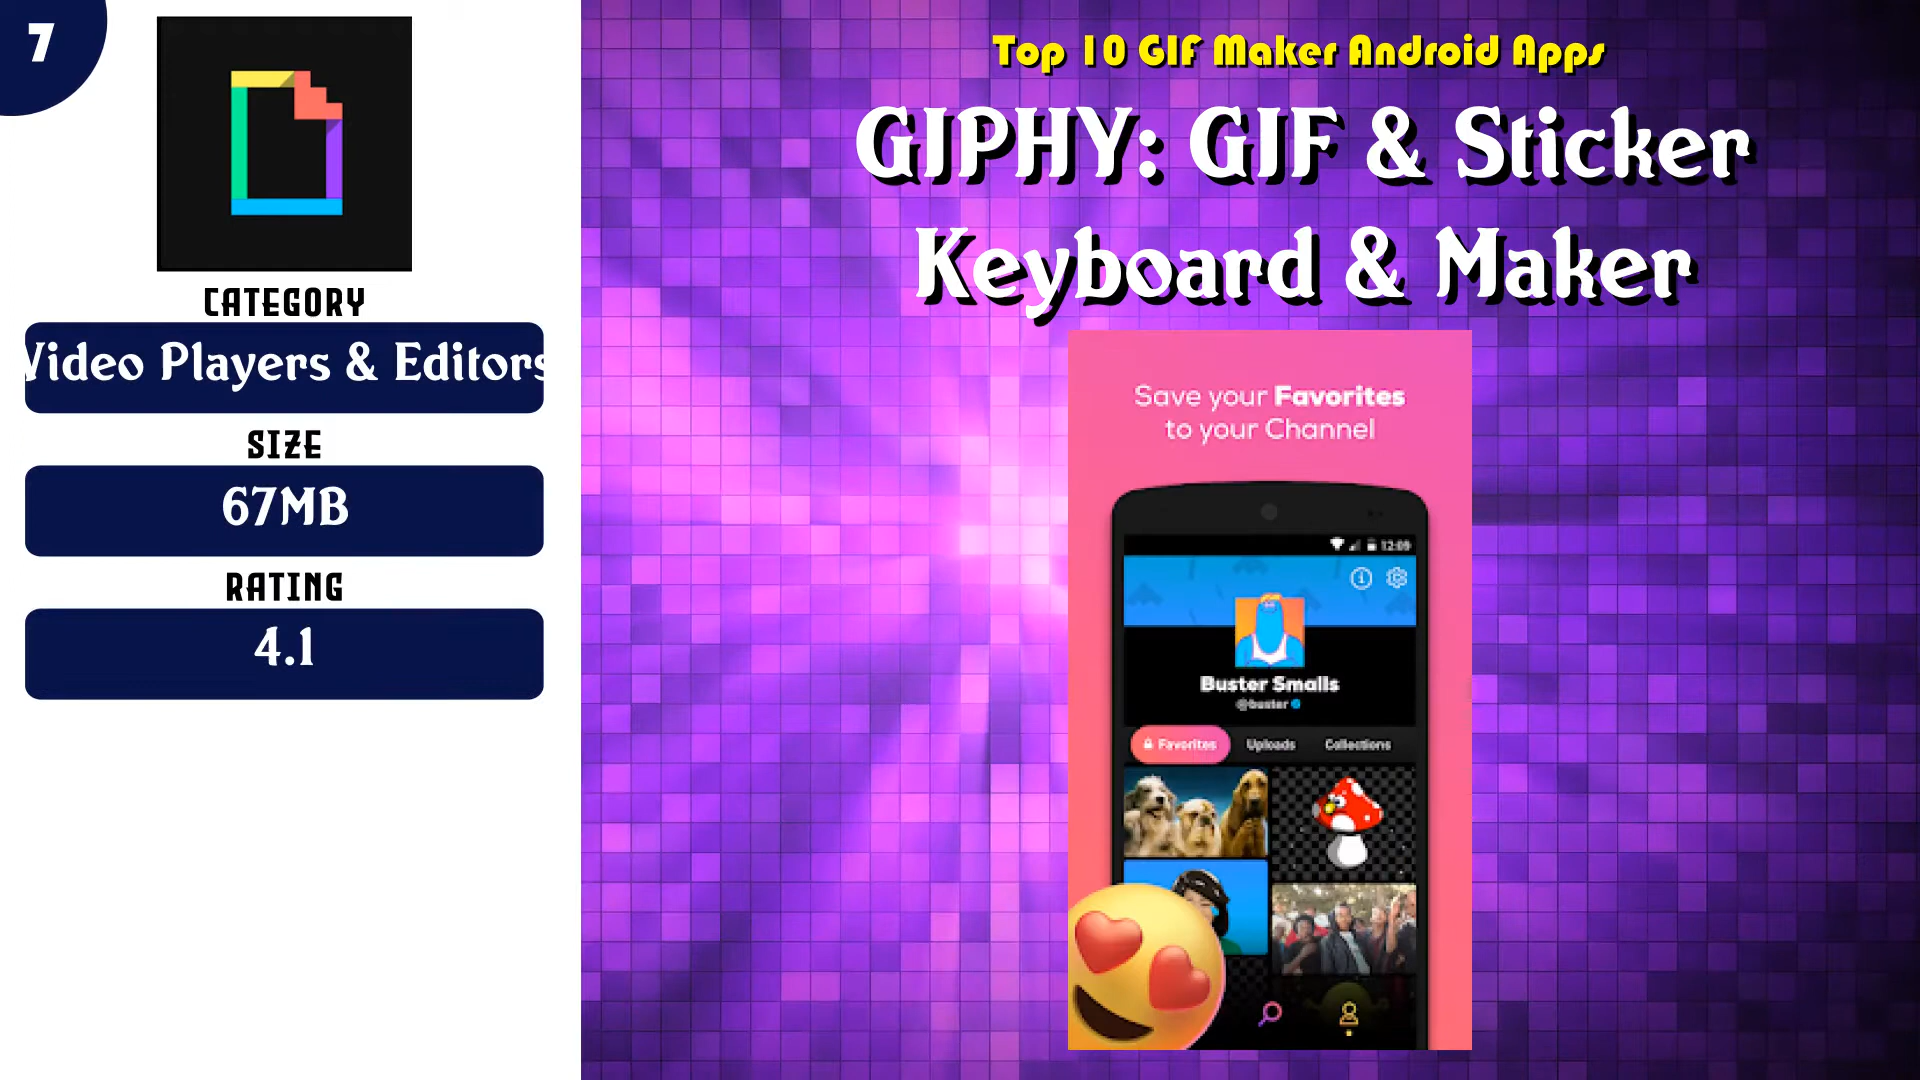 7
CATEGORY
Video Players & Editors
SIZE
67MB
RATING
4.1
Top 10 GIF Maker Android Apps
GIPHY: GIF & Sticker
Keyboard & Maker
Save your Favorites
to your Channel
12:09
Buster Smalls
@buster
Favorites Uploads Collections